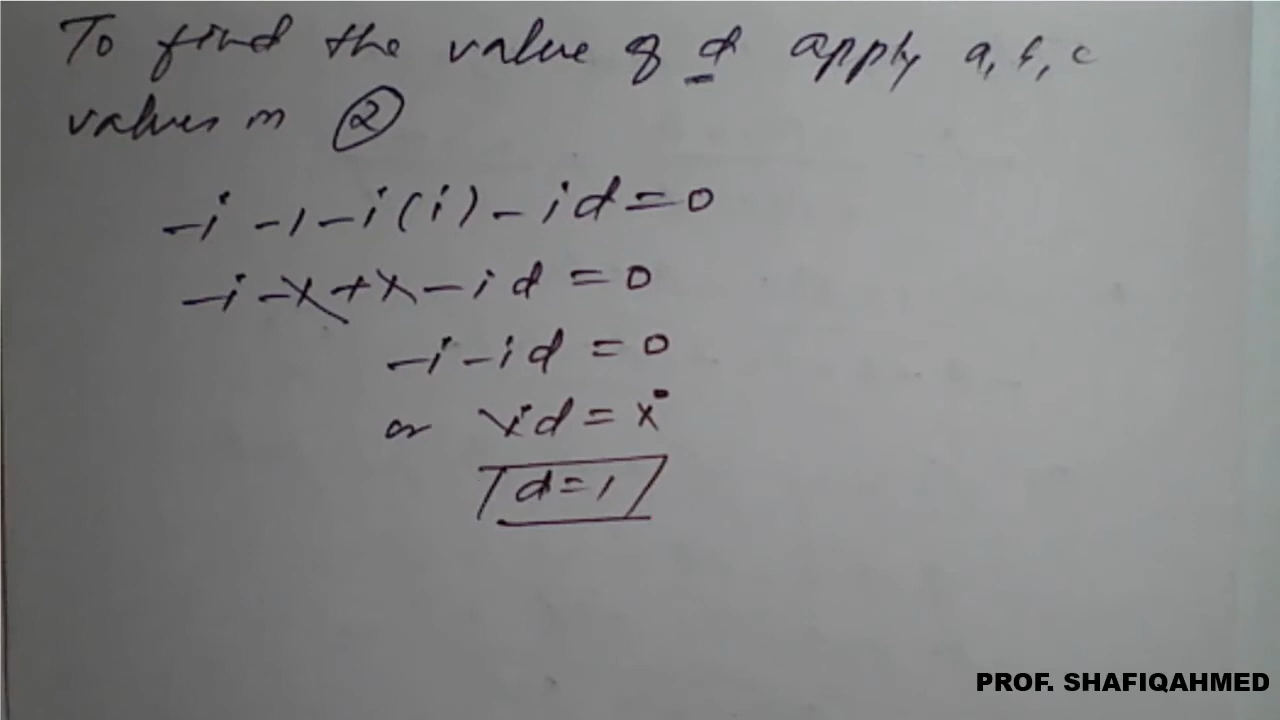 To find the value of d apply a, b, c
values in ②
-i -1 -i(i) - id = 0
-i -1 +1 - id = 0
-i - id = 0
or id = i
d = 1
PROF. SHAFIQAHMED